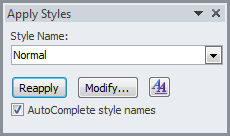 Apply Styles
Style Name:
Normal
Reapply Modify...
AutoComplete style names